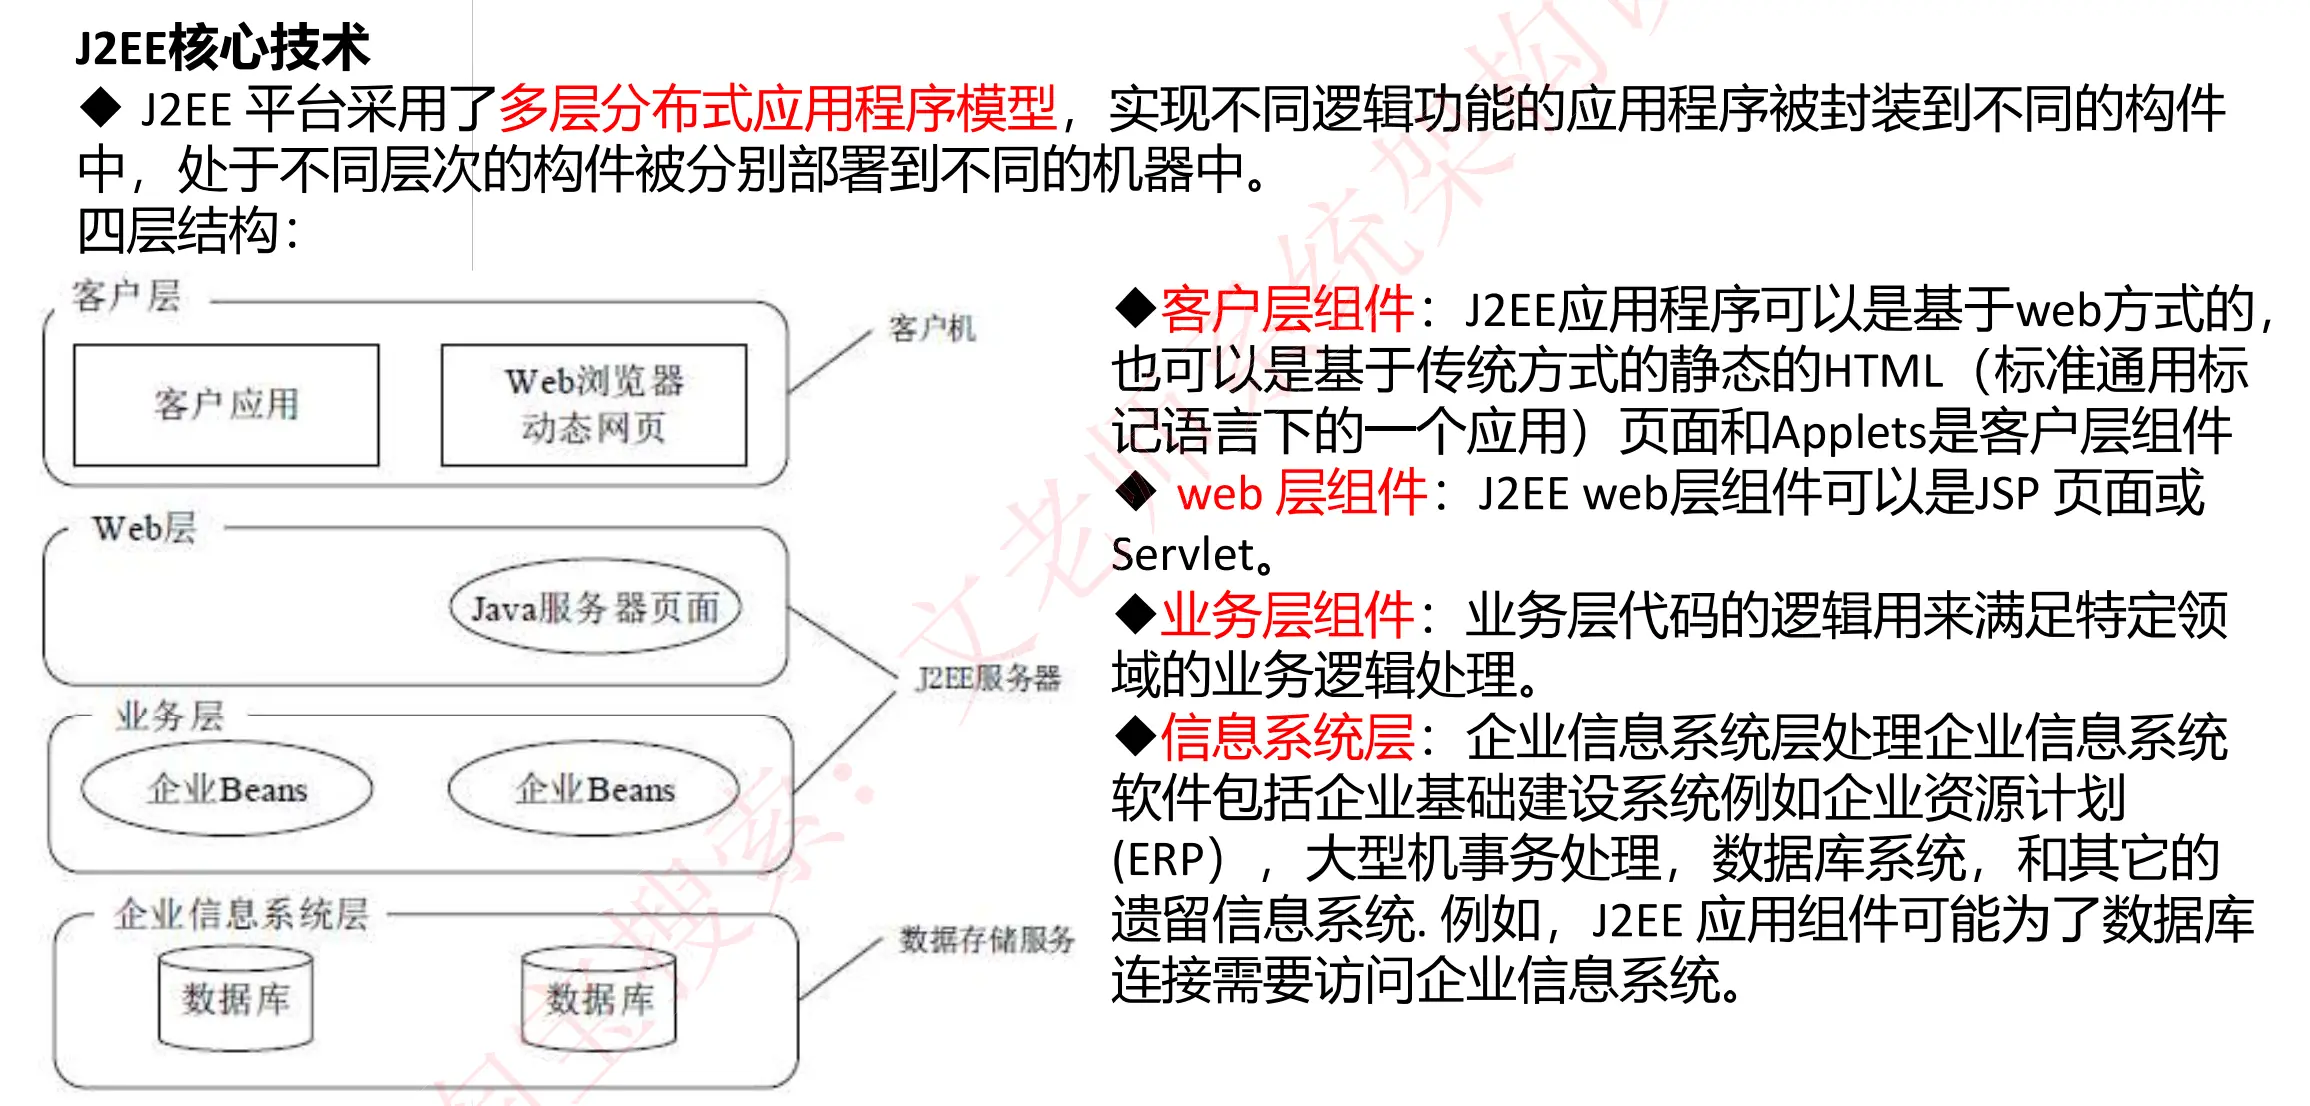 J2EE核心技术
◆ J2EE 平台采用了多层分布式应用程序模型，实现不同逻辑功能的应用程序被封装到不同的构件
中，处于不同层次的构件被分别部署到不同的机器中。
四层结构：
客户层
客户应用
Web浏览器
动态网页
客户机
Web层
Java服务器页面
J2EE服务器
业务层
企业Beans
企业Beans
企业信息系统层
数据库
数据库
数据存储服务
◆客户层组件：J2EE应用程序可以是基于web方式的，
也可以是基于传统方式的静态的HTML（标准通用标
记语言下的一个应用）页面和Applets是客户层组件
◆ web 层组件：J2EE web层组件可以是JSP 页面或
Servlet。
◆业务层组件：业务层代码的逻辑用来满足特定领
域的业务逻辑处理。
◆信息系统层：企业信息系统层处理企业信息系统
软件包括企业基础建设系统例如企业资源计划
(ERP），大型机事务处理，数据库系统，和其它的
遗留信息系统. 例如，J2EE 应用组件可能为了数据库
连接需要访问企业信息系统。
搜索：文老师系统架构